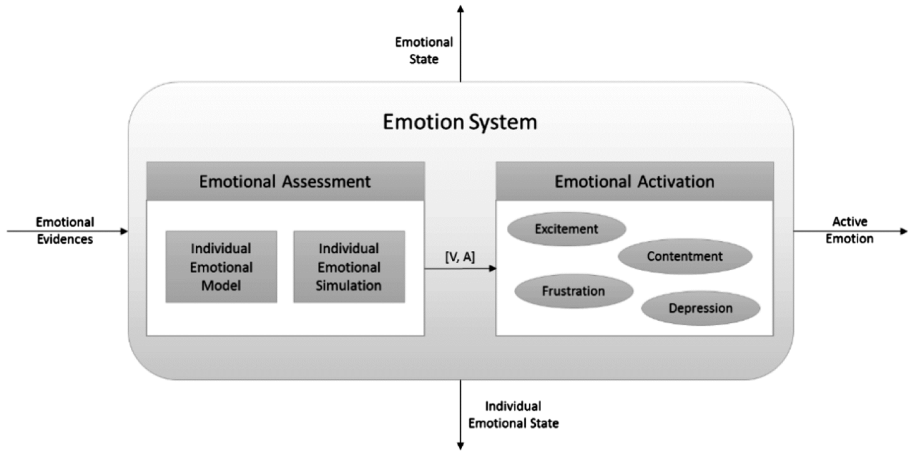 Emotional
State
Emotion System
Emotional Assessment
Emotional Activation
Emotional
Evidences
Individual
Emotional
Model
Individual
Emotional
Simulation
[V, A]
Excitement
Contentment
Frustration
Depression
Active
Emotion
Individual
Emotional State